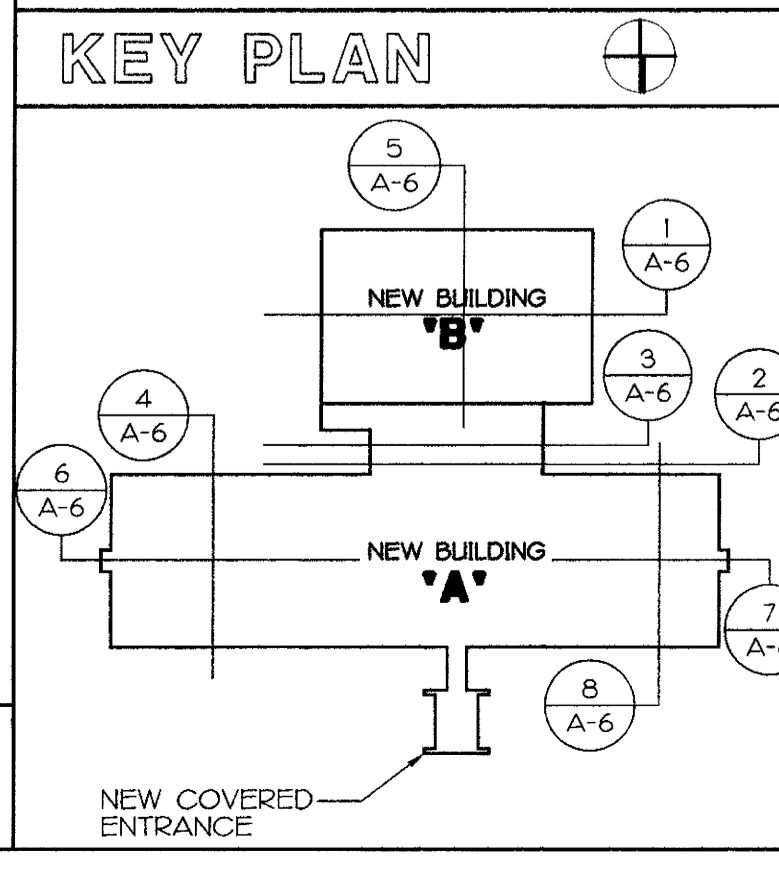 KEY PLAN
5
A-6
1
A-6
NEW BUILDING
"B"
3
A-6
2
A-6
4
A-6
6
A-6
NEW BUILDING
"A"
7
A-
8
A-6
NEW COVERED
ENTRANCE